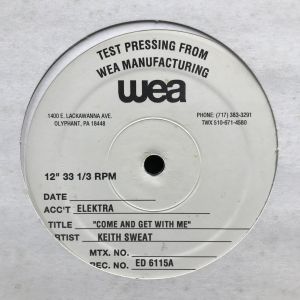 TEST PRESSING FROM
WEA MANUFACTURING
wea
1400 E. LACKAWANNA AVE.
OLYPHANT, PA 18448
PHONE: (717) 383-3291
TWX 510-671-4580
12" 33 1/3 RPM
DATE
ACC'T ELEKTRA
TITLE "COME AND GET WITH ME"
ARTIST KEITH SWEAT
MTX. NO.
REC. NO. ED 6115A